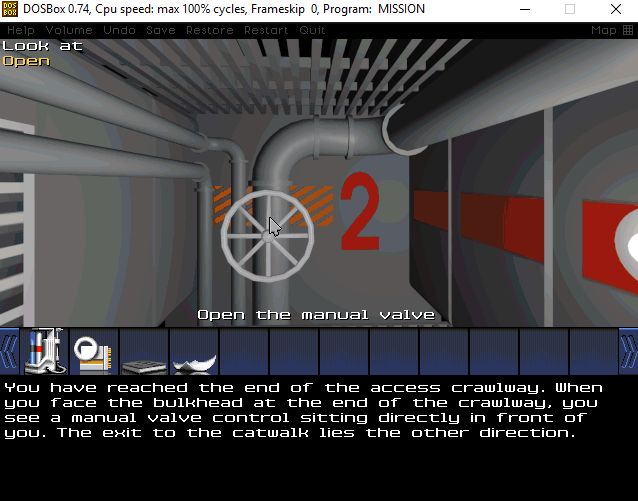 DOS
BOX
DOSBox 0.74, Cpu speed: max 100% cycles, Frameskip 0, Program: MISSION
Help Volume Undo Save Restore Restart Quit Map
Look at
Open
2
Open the manual valve
You have reached the end of the access crawlway. When
you face the bulkhead at the end of the crawlway, you
see a manual valve control sitting directly in front of
you. The exit to the catwalk lies the other direction.